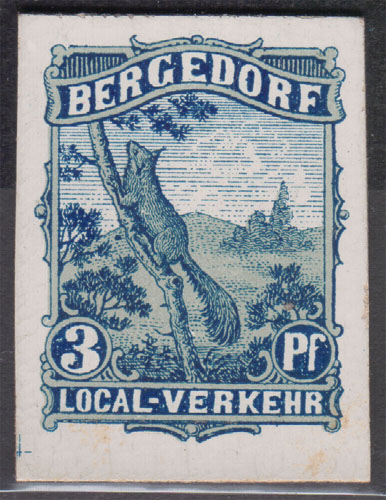 BERGEDORF
3 Pf
LOCAL-VERKEHR